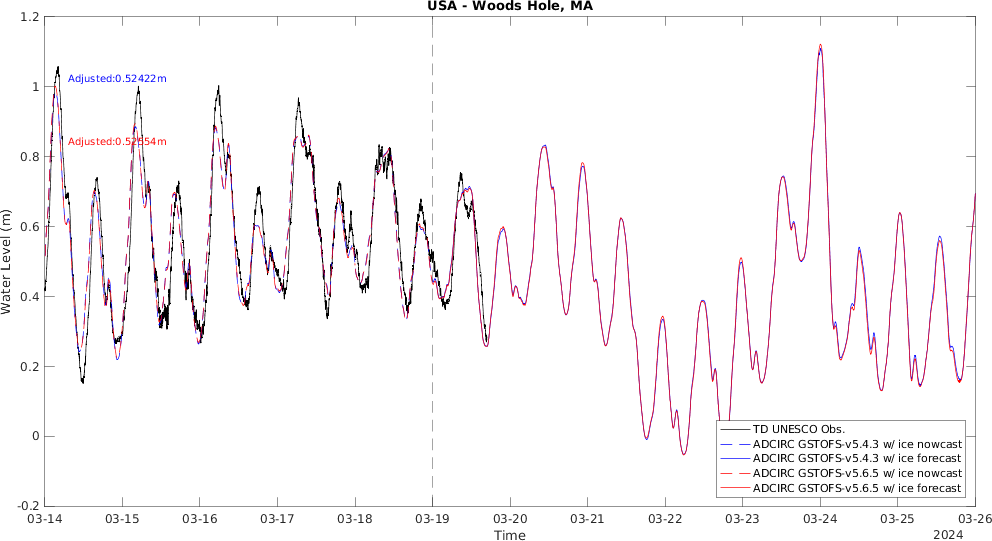 USA - Woods Hole, MA
1.2
1
0.8
0.6
0.4
0.2
0
-0.2
Water Level (m)
Adjusted:0.52422m
Adjusted:0.52554m
TD UNESCO Obs.
ADCIRC GSTOFS-v5.4.3 w/ ice nowcast
ADCIRC GSTOFS-v5.4.3 w/ ice forecast
ADCIRC GSTOFS-v5.6.5 w/ ice nowcast
ADCIRC GSTOFS-v5.6.5 w/ ice forecast
03-14 03-15 03-16 03-17 03-18 03-19 03-20 03-21 03-22 03-23 03-24 03-25 03-26
Time
2024